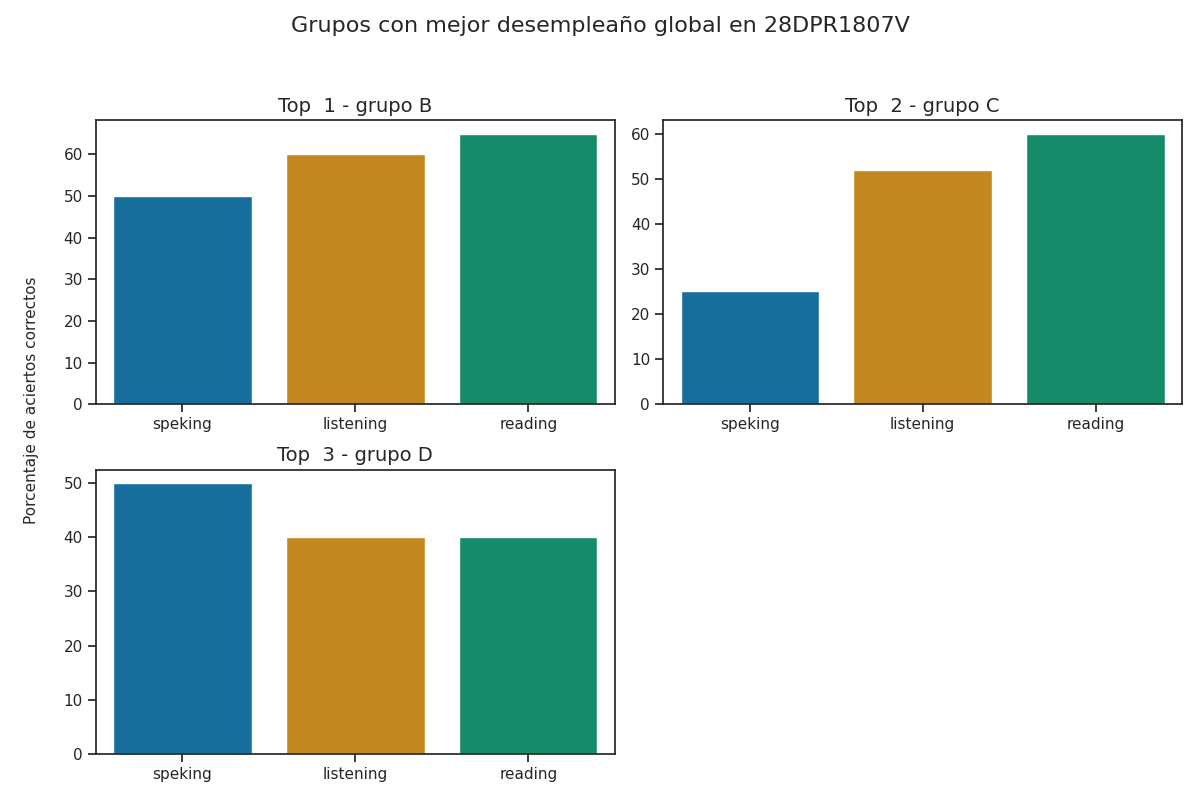 Grupos con mejor desempleaño global en 28DPR1807V
Porcentaje de aciertos correctos
Top  1 - grupo B
60
50
40
30
20
10
0
speking listening reading
Top  2 - grupo C
60
50
40
30
20
10
0
speking listening reading
Top  3 - grupo D
50
40
30
20
10
0
speking listening reading